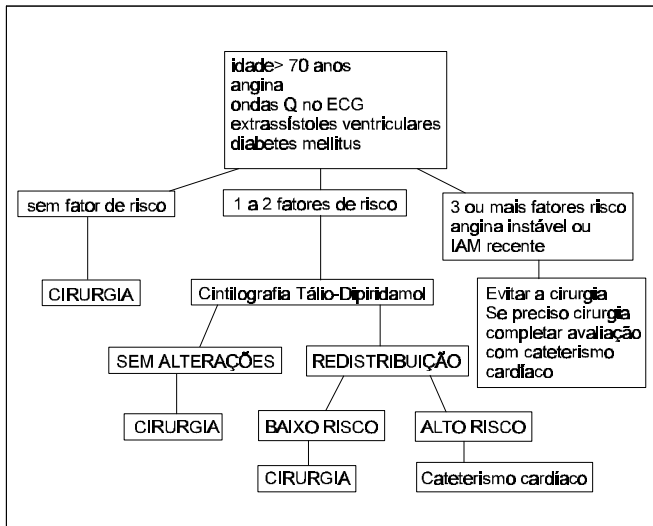 idade> 70 anos
angina
ondas Q no ECG
extrassístoles ventriculares
diabetes mellitus
sem fator de risco
1 a 2 fatores de risco
3 ou mais fatores risco
angina instável ou
IAM recente
CIRURGIA
Cintilografia Tálio-Dipiridamol
Evitar a cirurgia
Se preciso cirurgia
completar avaliação
com cateterismo
cardíaco
SEM ALTERAÇÕES
REDISTRIBUIÇÃO
CIRURGIA
BAIXO RISCO
ALTO RISCO
CIRURGIA
Cateterismo cardíaco